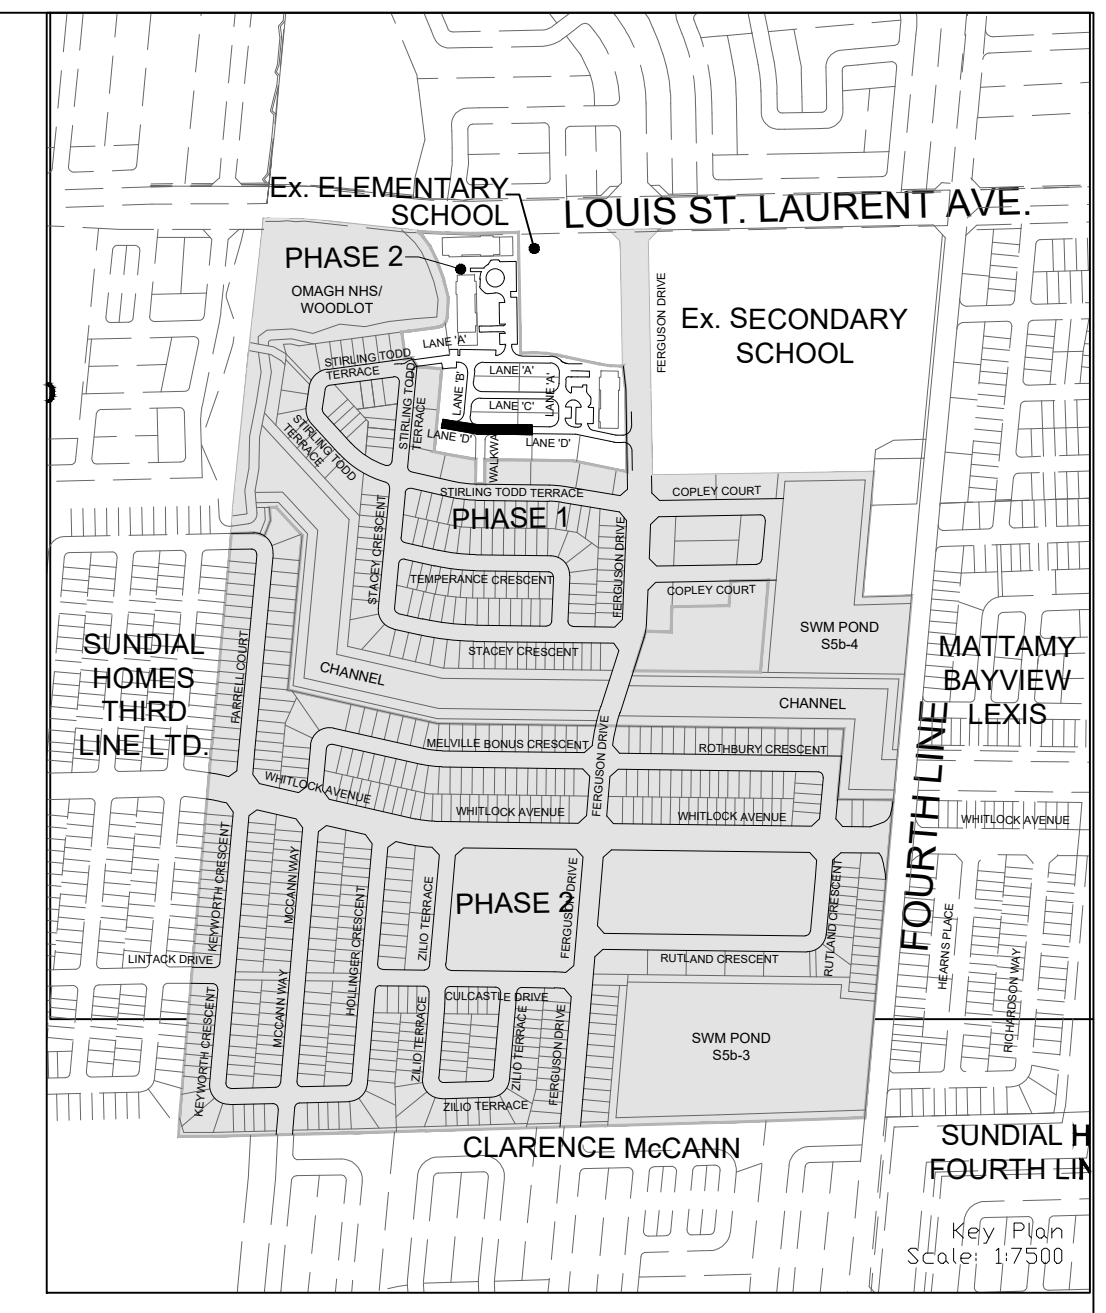 Ex. ELEMENTARY
SCHOOL
LOUIS ST. LAURENT AVE.
PHASE 2
OMAGH NHS/
WOODLOT
FERGUSON DRIVE
Ex. SECONDARY
SCHOOL
LANE 'A'
STIRLING TODD
TERRACE
LANE 'A'
LANE 'B'
LANE 'A'
LANE 'C'
STIRLING TODD
TERRACE
STIRLING TODD
TERRACE
LANE 'D'
LANE 'D'
STIRLING TODD TERRACE
COPLEY COURT
PHASE 1
STACEY CRESCENT
FERGUSON DRIVE
TEMPERANCE CRESCENT
COPLEY COURT
SWM POND
S5b-4
SUNDIAL
HOMES
THIRD
LINE LTD.
MATTAMY
BAYVIEW
LEXIS
FARRELL COURT
STACEY CRESCENT
CHANNEL
CHANNEL
FOURTH LINE
MELVILLE BONUS CRESCENT
FERGUSON DRIVE
ROTHBURY CRESCENT
WHITLOCK AVENUE
WHITLOCK AVENUE
WHITLOCK AVENUE
WHITLOCK AVENUE
KEYWORTH CRESCENT
MCCANN WAY
HOLLINGER CRESCENT
ZILIO TERRACE
PHASE 2
FERGUSON DRIVE
RUTLAND CRESCENT
LINTACK DRIVE
RUTLAND CRESCENT
HEARNS PLACE
RICHARDSON WAY
KEYWORTH CRESCENT
MCCANN WAY
CULCASTLE DRIVE
ZILIO TERRACE
ZILIO TERRACE
FERGUSON DRIVE
SWM POND
S5b-3
ZILIO TERRACE
CLARENCE McCANN
SUNDIAL H
FOURTH LIN
Key Plan
Scale: 1:7500